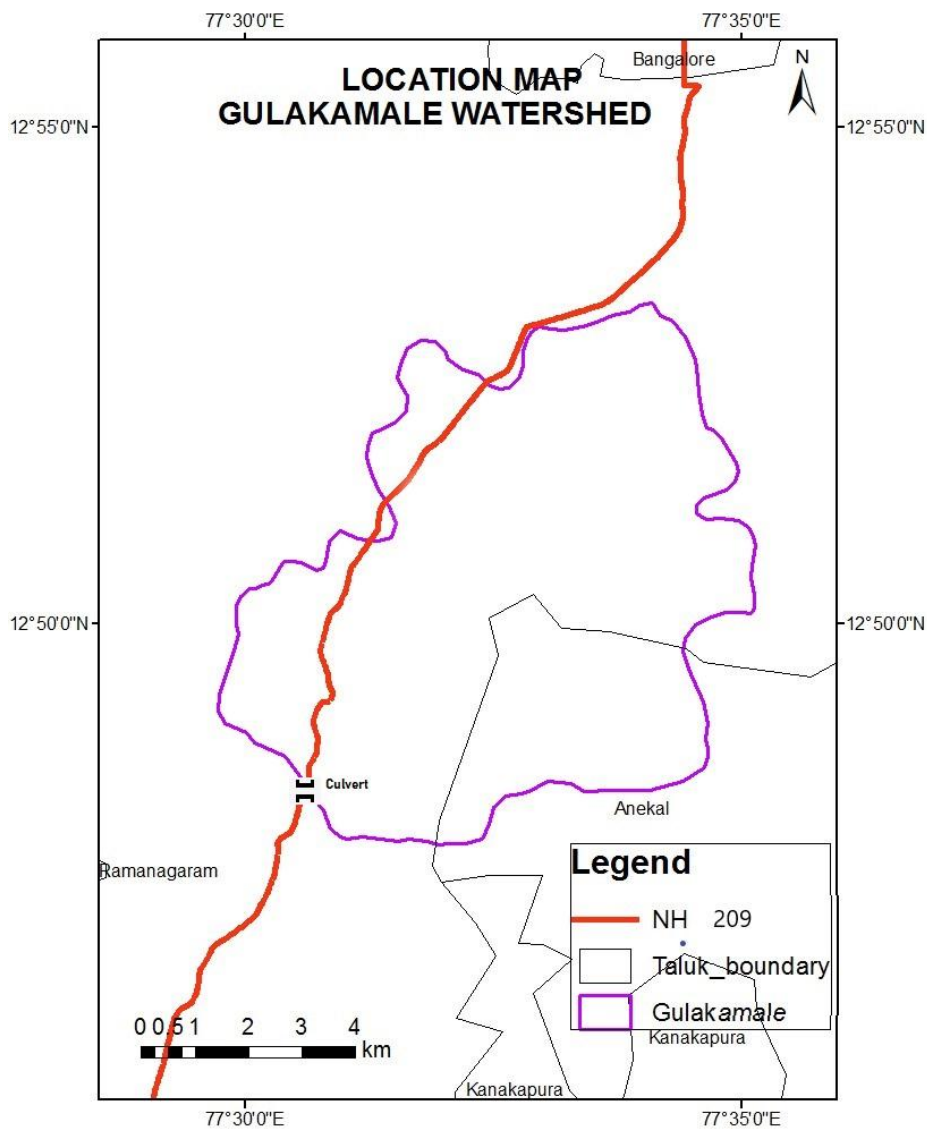 77°30'0"E
77°35'0"E
Bangalore
N
LOCATION MAP
GULAKAMALE WATERSHED
12°55'0"N
12°55'0"N
12°50'0"N
12°50'0"N
Culvert
Anekal
Ramanagaram
Legend
NH 209
Taluk_boundary
Gulakamale
Kanakapura
0 0.5 1 2 3 4
km
Kanakapura
77°30'0"E
77°35'0"E